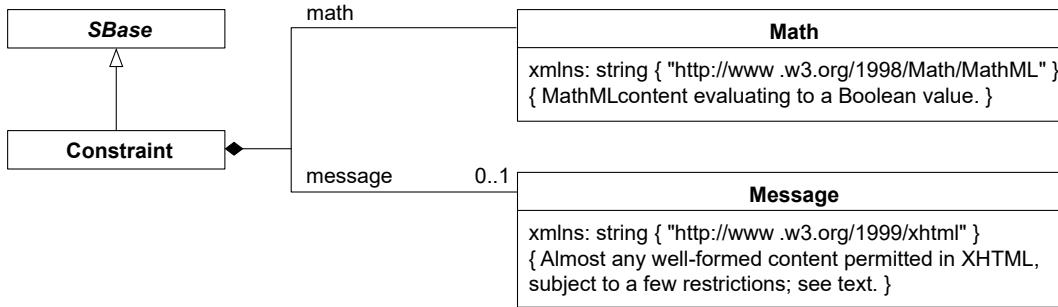 SBase
math
Math
xmlns: string { "http://www .w3.org/1998/Math/MathML" }
{ MathMLcontent evaluating to a Boolean value. }
Constraint
message 0..1
Message
xmlns: string { "http://www .w3.org/1999/xhtml" }
{ Almost any well-formed content permitted in XHTML,
subject to a few restrictions; see text. }